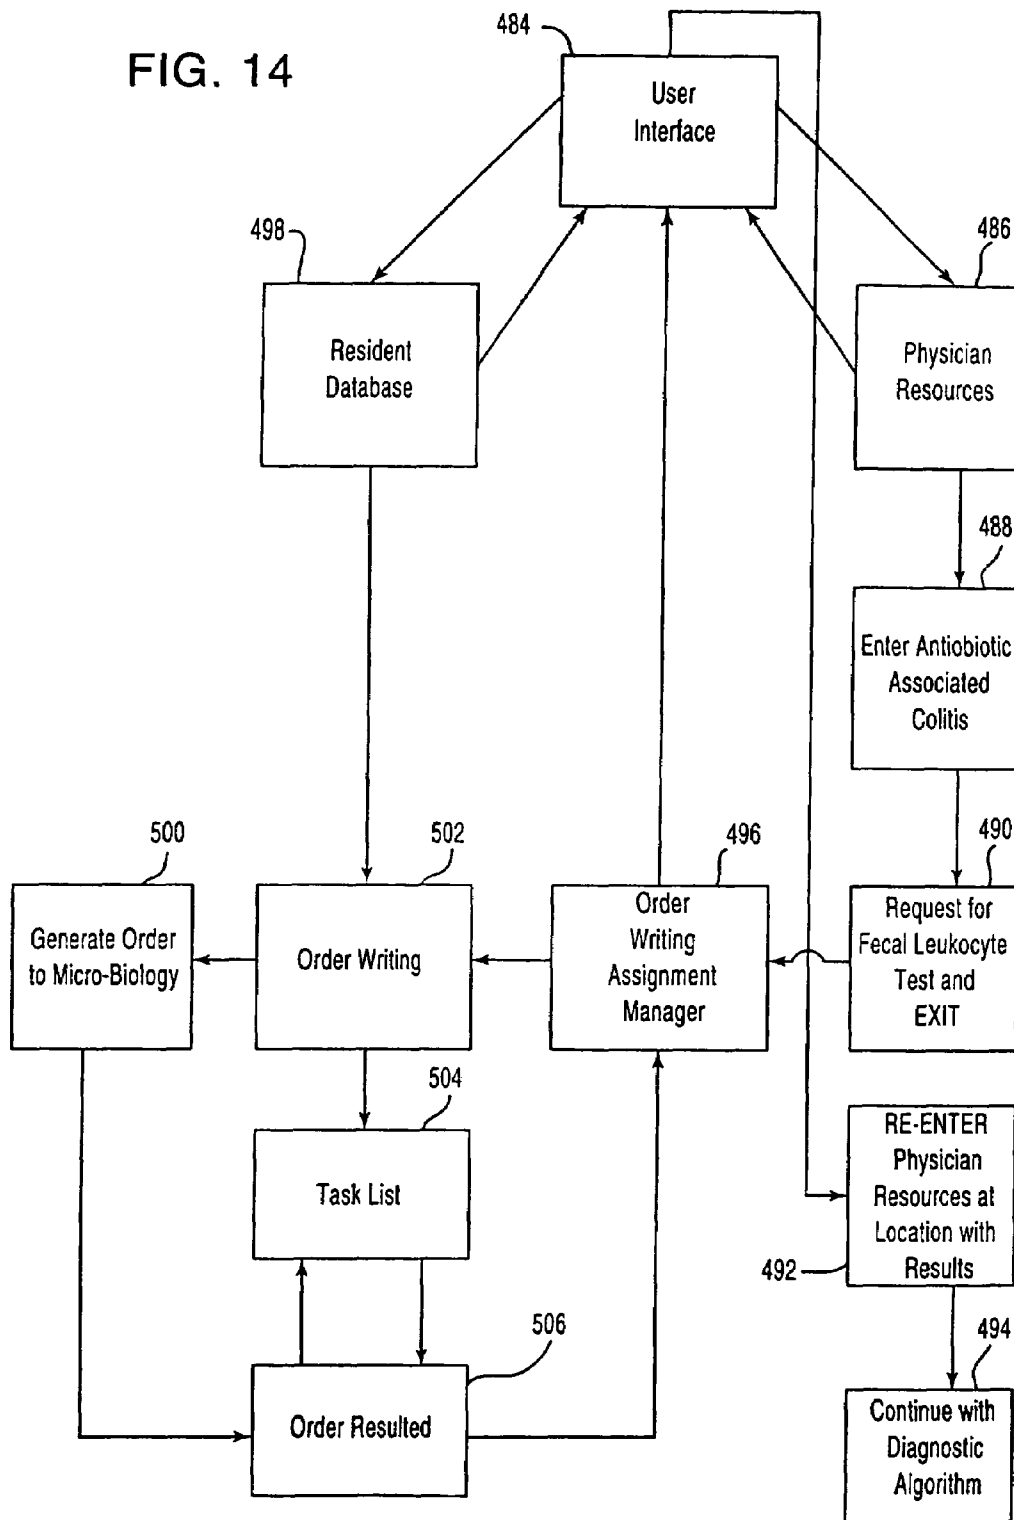 FIG. 14
484
User
Interface
498
Resident
Database
486
Physician
Resources
488
Enter Antiobiotic
Associated
Colitis
500
Generate Order
to Micro-Biology
502
Order Writing
496
Order
Writing
Assignment
Manager
490
Request for
Fecal Leukocyte
Test and
EXIT
504
Task List
RE-ENTER
Physician
Resources at
Location with
Results
492
506
Order Resulted
494
Continue with
Diagnostic
Algorithm